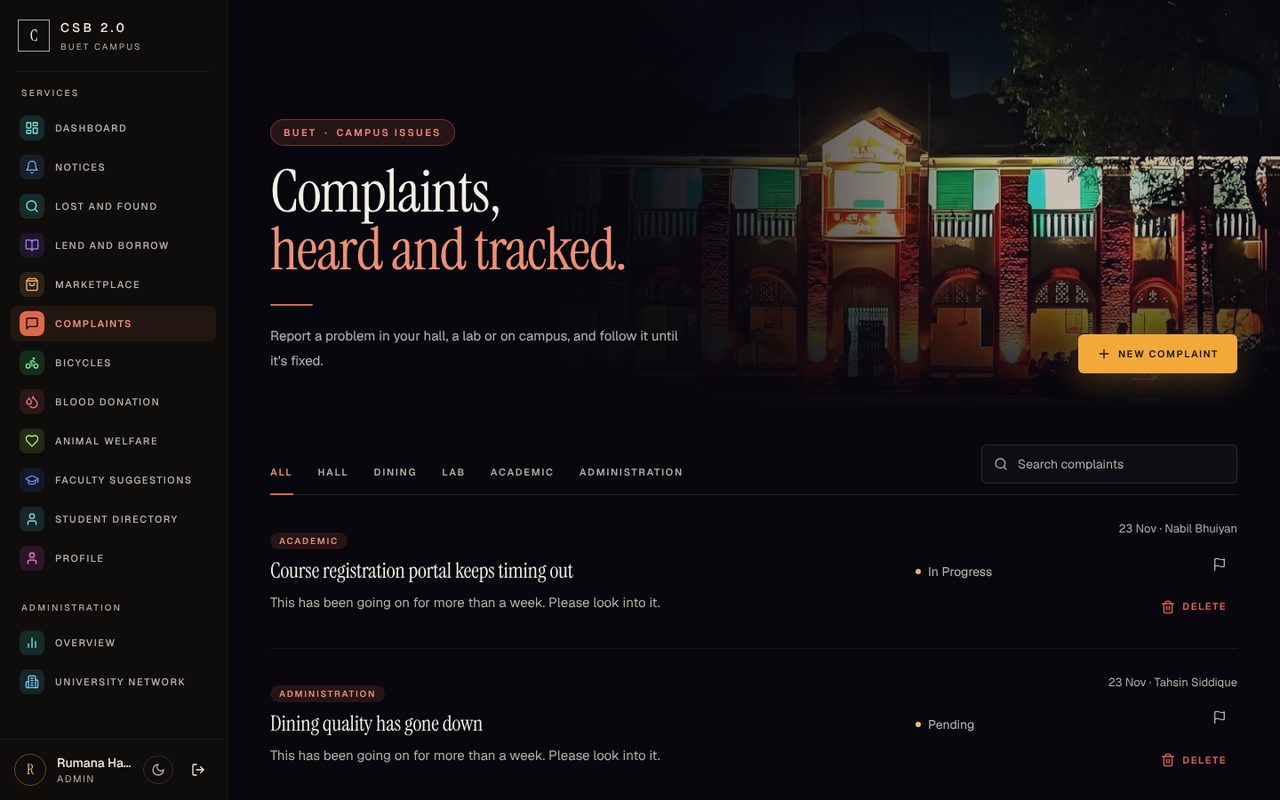 C
CSB 2.0
BUET CAMPUS
SERVICES
DASHBOARD
NOTICES
LOST AND FOUND
LEND AND BORROW
MARKETPLACE
COMPLAINTS
BICYCLES
BLOOD DONATION
ANIMAL WELFARE
FACULTY SUGGESTIONS
STUDENT DIRECTORY
PROFILE
ADMINISTRATION
OVERVIEW
UNIVERSITY NETWORK
R
Rumana Ha...
ADMIN
BUET · CAMPUS ISSUES
Complaints,
heard and tracked.
Report a problem in your hall, a lab or on campus, and follow it until
it's fixed.
NEW COMPLAINT
ALL HALL DINING LAB ACADEMIC ADMINISTRATION
Search complaints
23 Nov · Nabil Bhuiyan
ACADEMIC
Course registration portal keeps timing out
In Progress
This has been going on for more than a week. Please look into it.
DELETE
23 Nov · Tahsin Siddique
ADMINISTRATION
Dining quality has gone down
Pending
This has been going on for more than a week. Please look into it.
DELETE